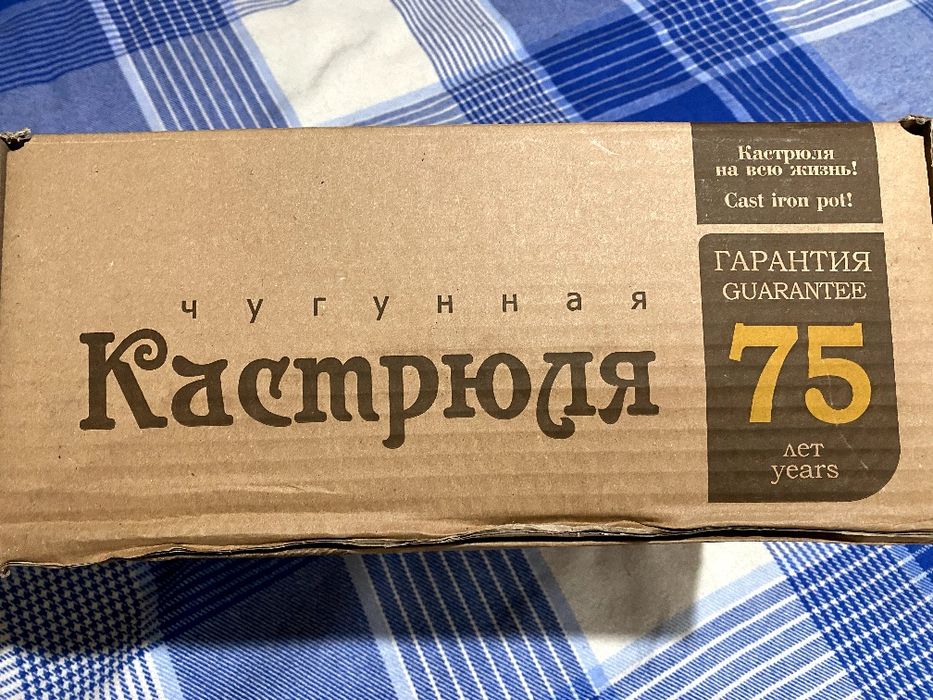 чугунная
Кастрюля
Кастрюля
на всю жизнь!
Cast iron pot!
ГАРАНТИЯ
GUARANTEE
75
лет
years